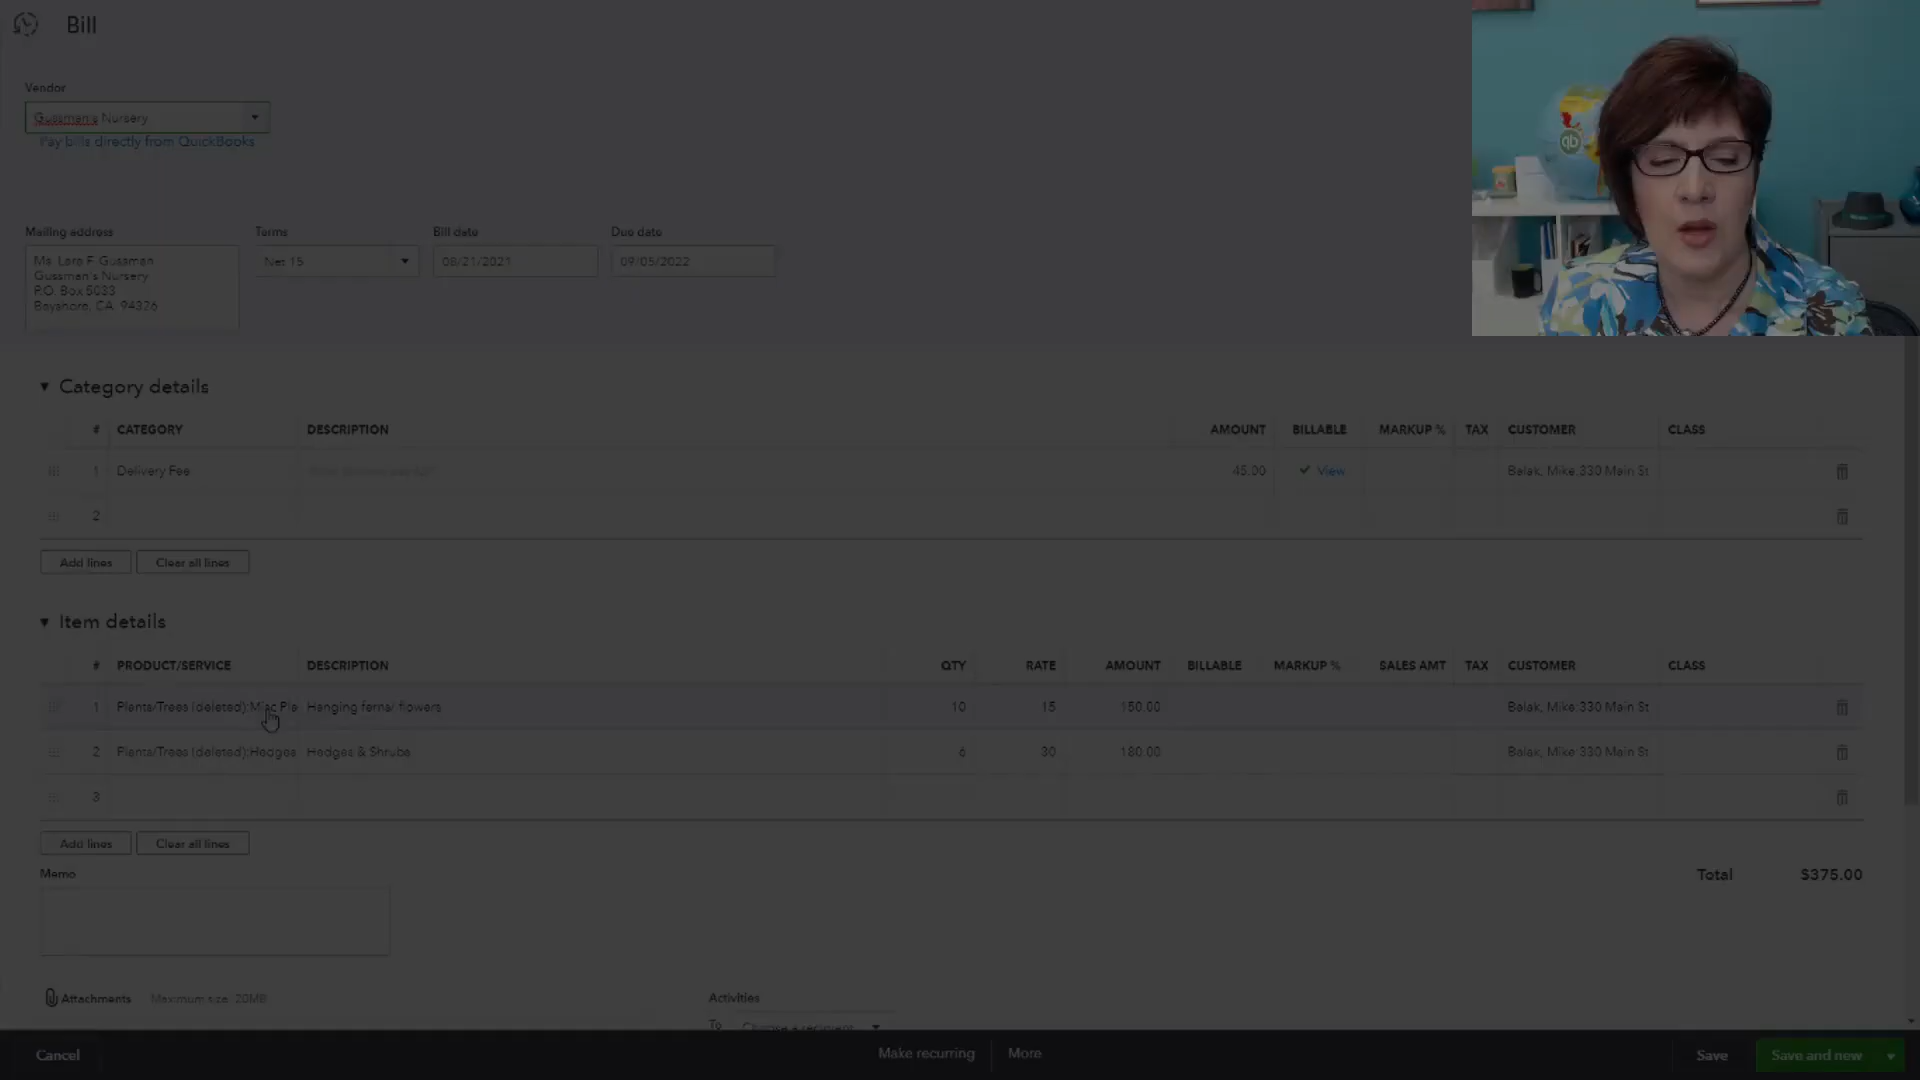 Bill
Vendor
Gussman's Nursery
Pay bills directly from QuickBooks
qb
Mailing address
Terms
Bill date
Due date
Ms. Lara F. Gussman
Gussman's Nursery
P.O. Box 5033
Bayshore, CA 94326
Net 15
08/21/2021
09/05/2022
Category details
# CATEGORY DESCRIPTION AMOUNT BILLABLE MARKUP % TAX CUSTOMER CLASS
1 Delivery Fee 45.00 View Balak, Mike:330 Main St
2
Add lines Clear all lines
Item details
# PRODUCT/SERVICE DESCRIPTION QTY RATE AMOUNT BILLABLE MARKUP % SALES AMT TAX CUSTOMER CLASS
1 Plants/Trees (deleted):Misc Pla Hanging ferns/ flowers 10 15 150.00 Balak, Mike:330 Main St
2 Plants/Trees (deleted):Hedges Hedges & Shrubs 6 30 180.00 Balak, Mike:330 Main St
3
Add lines Clear all lines
Memo
Total $375.00
Attachments Maximum size: 20MB
Activities
To Choose a recipient
Cancel Make recurring More Save Save and new